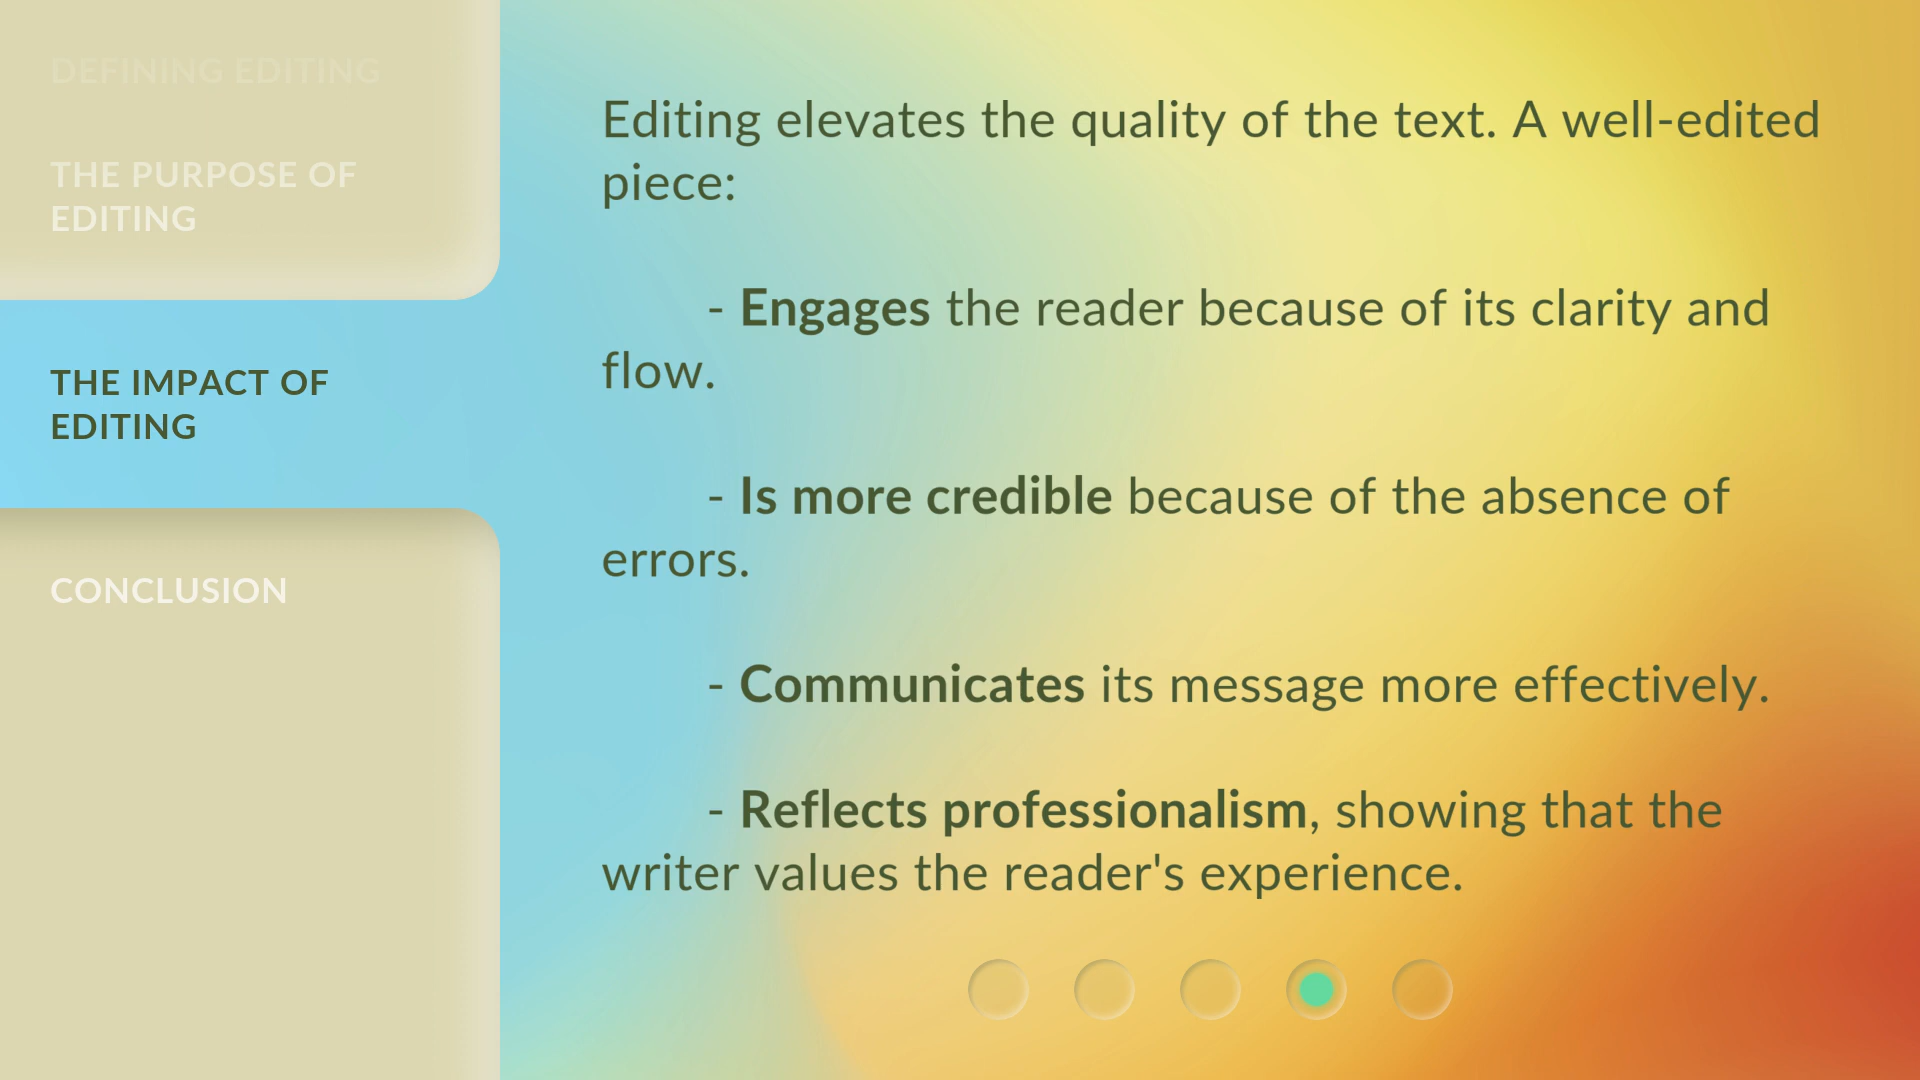 DEFINING EDITING
THE PURPOSE OF
EDITING
THE IMPACT OF
EDITING
CONCLUSION
Editing elevates the quality of the text. A well-edited
piece:
- Engages the reader because of its clarity and
flow.
- Is more credible because of the absence of
errors.
- Communicates its message more effectively.
- Reflects professionalism, showing that the
writer values the reader's experience.